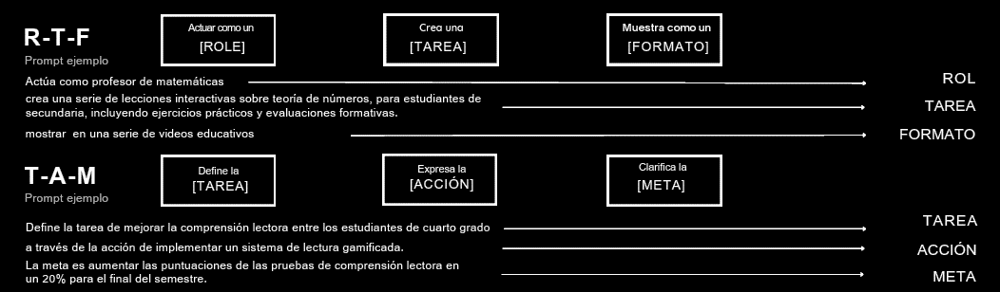 R-T-F
Actuar como un
[ROLE]
Crea una
[TAREA]
Muestra como un
[FORMATO]
Prompt ejemplo
Actúa como profesor de matemáticas
ROL
crea una serie de lecciones interactivas sobre teoría de números, para estudiantes de
secundaria, incluyendo ejercicios prácticos y evaluaciones formativas.
TAREA
mostrar en una serie de videos educativos
FORMATO
T-A-M
Define la
[TAREA]
Expresa la
[ACCIÓN]
Clarifica la
[META]
Prompt ejemplo
Define la tarea de mejorar la comprensión lectora entre los estudiantes de cuarto grado
TAREA
a través de la acción de implementar un sistema de lectura gamificada.
ACCIÓN
La meta es aumentar las puntuaciones de las pruebas de comprensión lectora en
un 20% para el final del semestre.
META